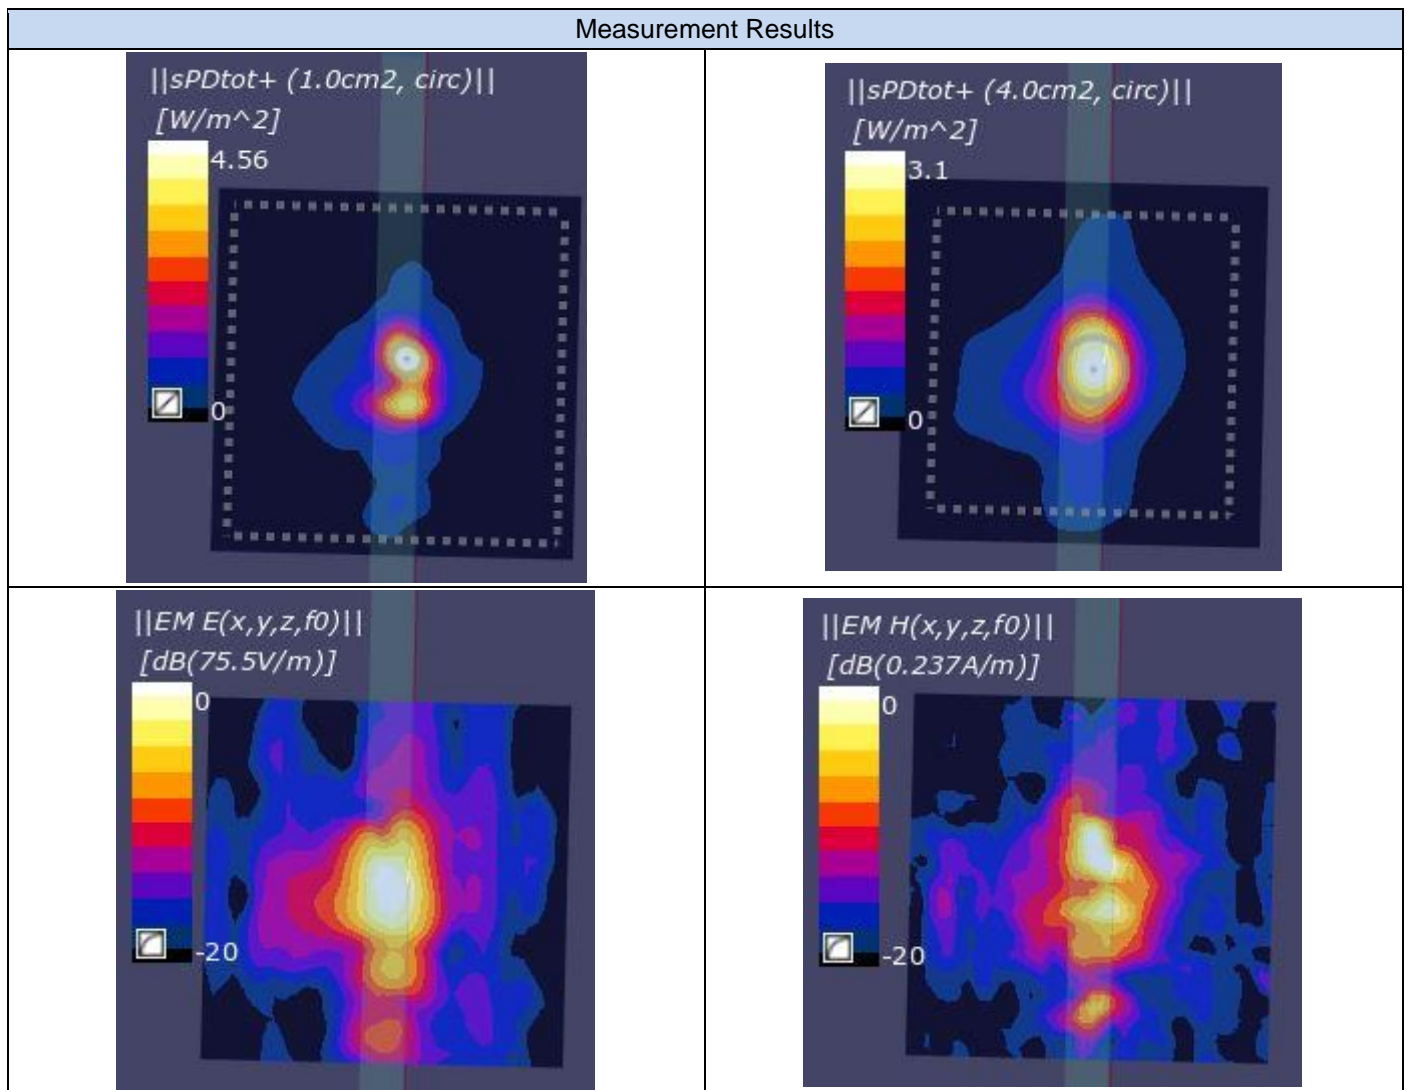 Measurement Results
||sPDtot+ (1.0cm2, circ)||
[W/m^2]
4.56
0
||sPDtot+ (4.0cm2, circ)||
[W/m^2]
3.1
0
||EM E(x,y,z,f0)||
[dB(75.5V/m)]
0
-20
||EM H(x,y,z,f0)||
[dB(0.237A/m)]
0
-20